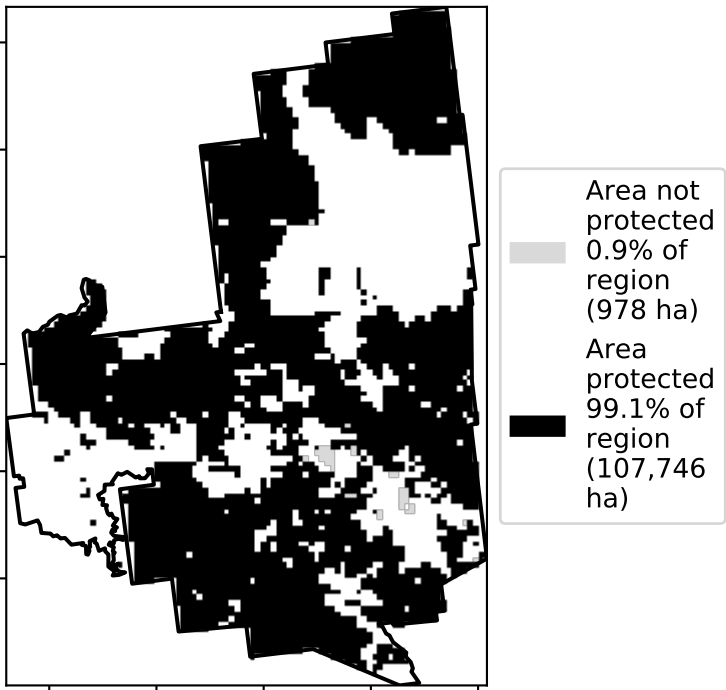 Area not
protected
0.9% of
region
(978 ha)
Area
protected
99.1% of
region
(107,746
ha)